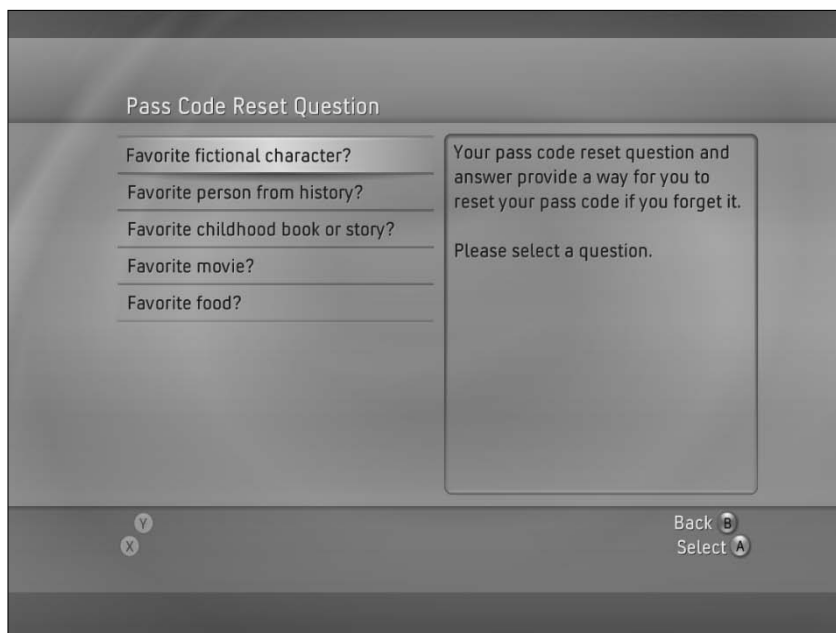 Pass Code Reset Question
Favorite fictional character?
Favorite person from history?
Favorite childhood book or story?
Favorite movie?
Favorite food?
Your pass code reset question and
answer provide a way for you to
reset your pass code if you forget it.
Please select a question.
Y
X
Back B
Select A